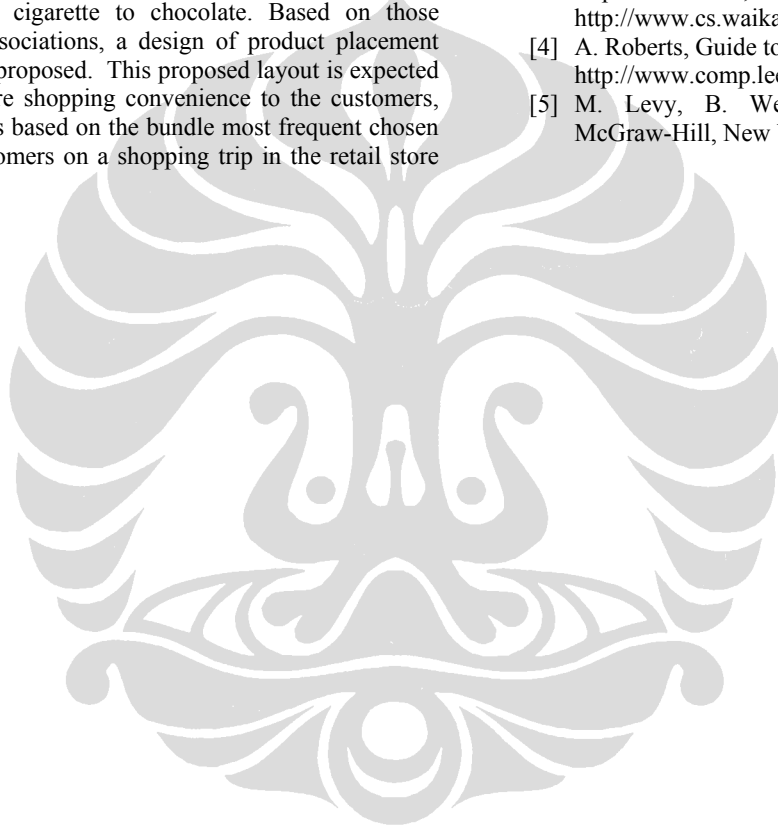 cigarette to chocolate. Based on those
sociations, a design of product placement
proposed. This proposed layout is expected
re shopping convenience to the customers,
s based on the bundle most frequent chosen
omers on a shopping trip in the retail store
http://www.cs.waika
[4] A. Roberts, Guide to
http://www.comp.lee
[5] M. Levy, B. We
McGraw-Hill, New